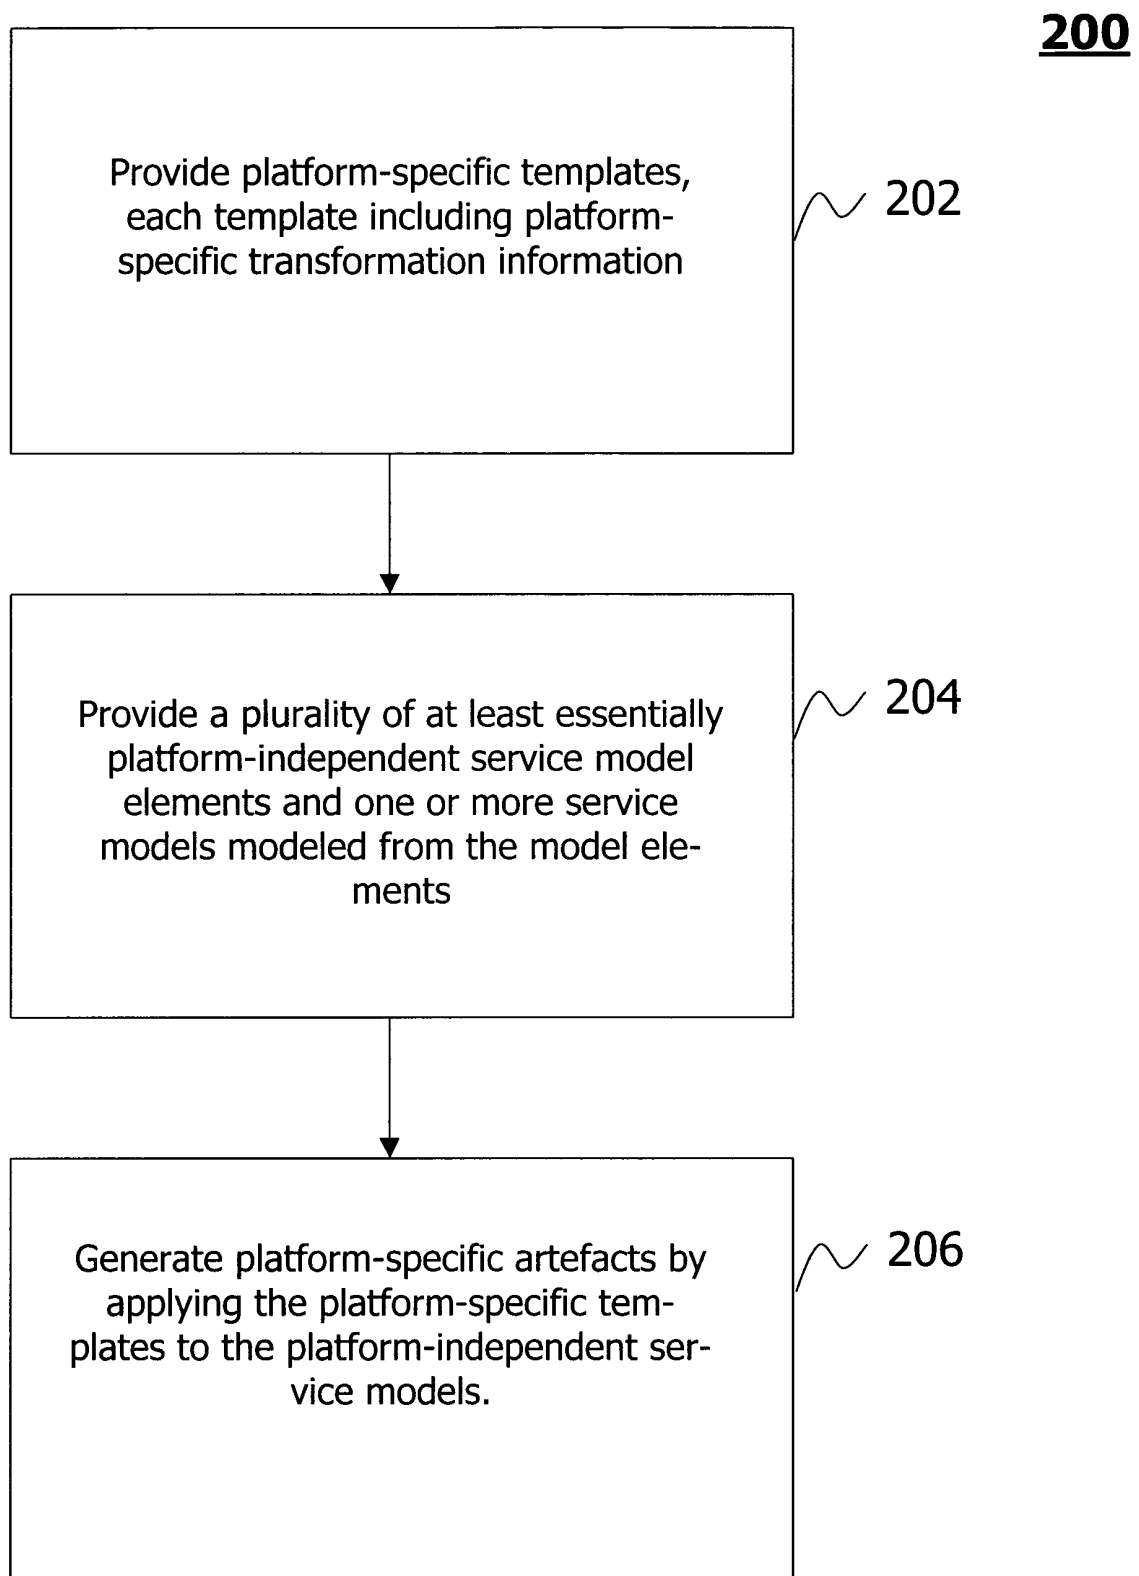 200
Provide platform-specific templates,
each template including platform-
specific transformation information
202
Provide a plurality of at least essentially
platform-independent service model
elements and one or more service
models modeled from the model ele-
ments
204
Generate platform-specific artefacts by
applying the platform-specific tem-
plates to the platform-independent ser-
vice models.
206